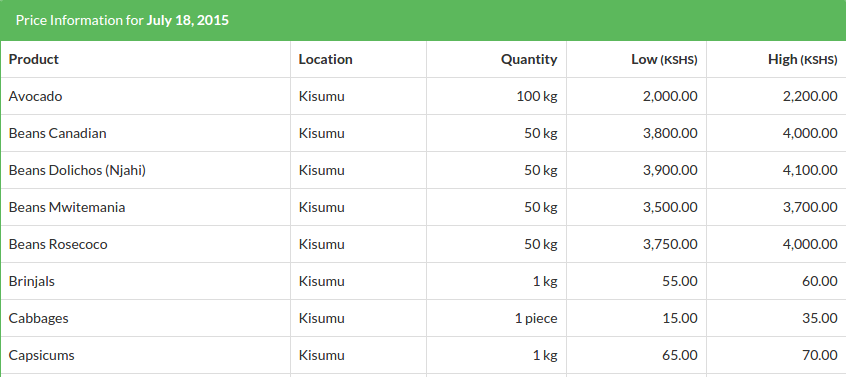 Price Information for July 18, 2015
Product Location Quantity Low (KSHS) High (KSHS)
Avocado Kisumu 100 kg 2,000.00 2,200.00
Beans Canadian Kisumu 50 kg 3,800.00 4,000.00
Beans Dolichos (Njahi) Kisumu 50 kg 3,900.00 4,100.00
Beans Mwitemania Kisumu 50 kg 3,500.00 3,700.00
Beans Rosecoco Kisumu 50 kg 3,750.00 4,000.00
Brinjals Kisumu 1 kg 55.00 60.00
Cabbages Kisumu 1 piece 15.00 35.00
Capsicums Kisumu 1 kg 65.00 70.00